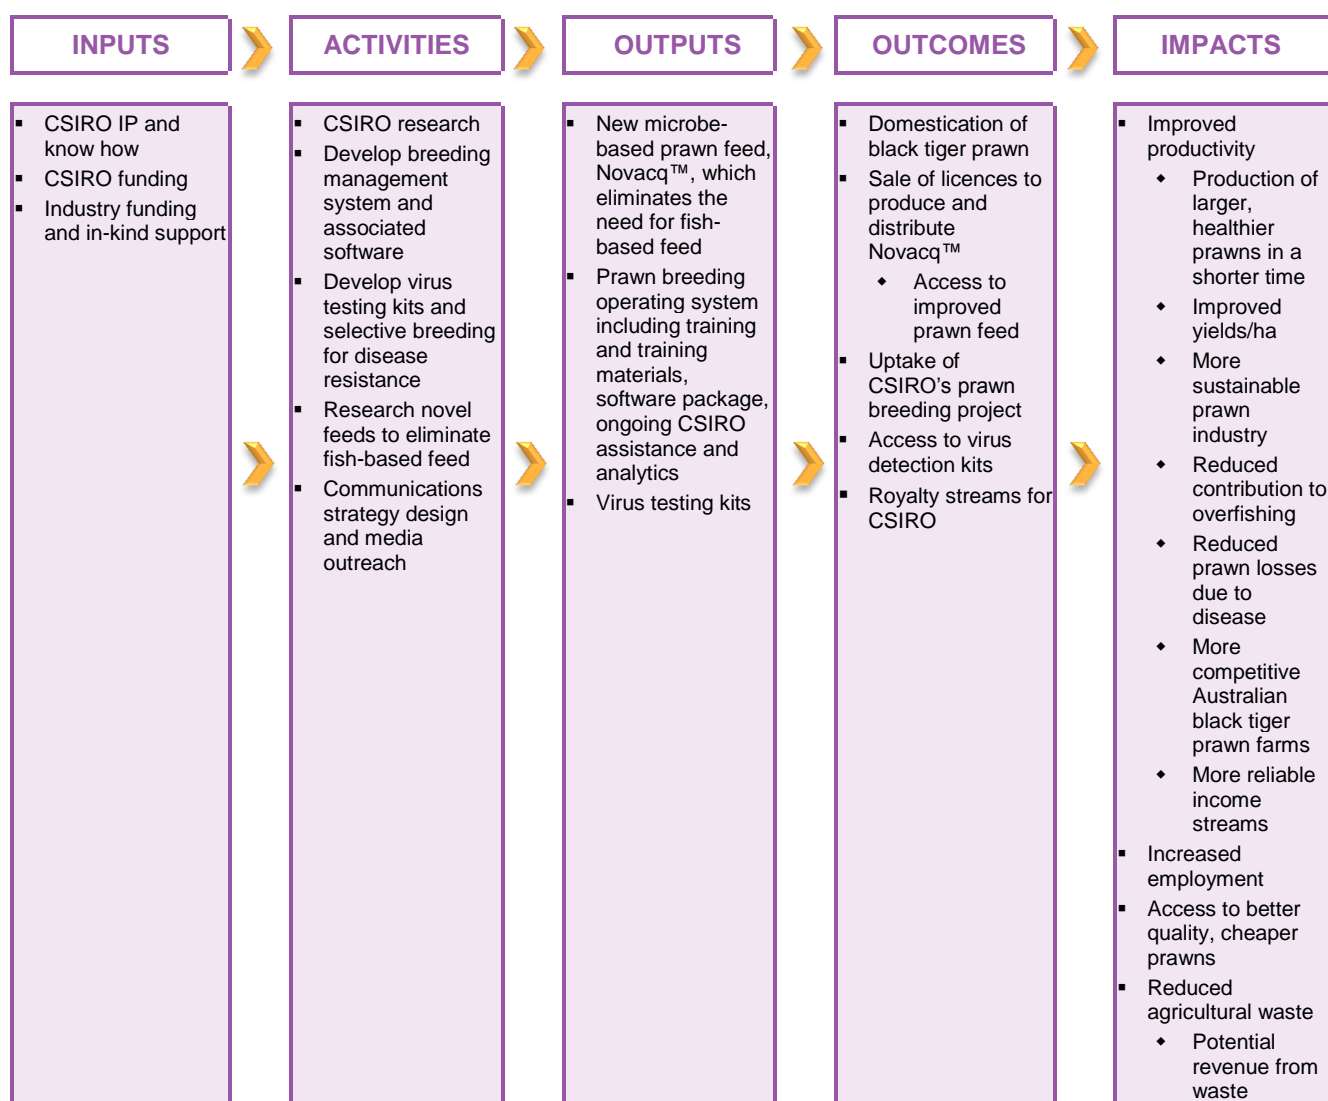 INPUTS
ACTIVITIES
OUTPUTS
OUTCOMES
IMPACTS
▪ CSIRO IP and
know how
▪ CSIRO funding
▪ Industry funding
and in-kind support
▪ CSIRO research
▪ Develop breeding
management
system and
associated
software
▪ Develop virus
testing kits and
selective breeding
for disease
resistance
▪ Research novel
feeds to eliminate
fish-based feed
▪ Communications
strategy design
and media
outreach
▪ New microbe-
based prawn feed,
Novacq™, which
eliminates the
need for fish-
based feed
▪ Prawn breeding
operating system
including training
and training
materials,
software package,
ongoing CSIRO
assistance and
analytics
▪ Virus testing kits
▪ Domestication of
black tiger prawn
▪ Sale of licences to
produce and
distribute
Novacq™
◆ Access to
improved
prawn feed
▪ Uptake of
CSIRO's prawn
breeding project
▪ Access to virus
detection kits
▪ Royalty streams for
CSIRO
▪ Improved
productivity
◆ Production of
larger,
healthier
prawns in a
shorter time
◆ Improved
yields/ha
◆ More
sustainable
prawn
industry
◆ Reduced
contribution to
overfishing
◆ Reduced
prawn losses
due to
disease
◆ More
competitive
Australian
black tiger
prawn farms
◆ More reliable
income
streams
▪ Increased
employment
▪ Access to better
quality, cheaper
prawns
▪ Reduced
agricultural waste
◆ Potential
revenue from
waste